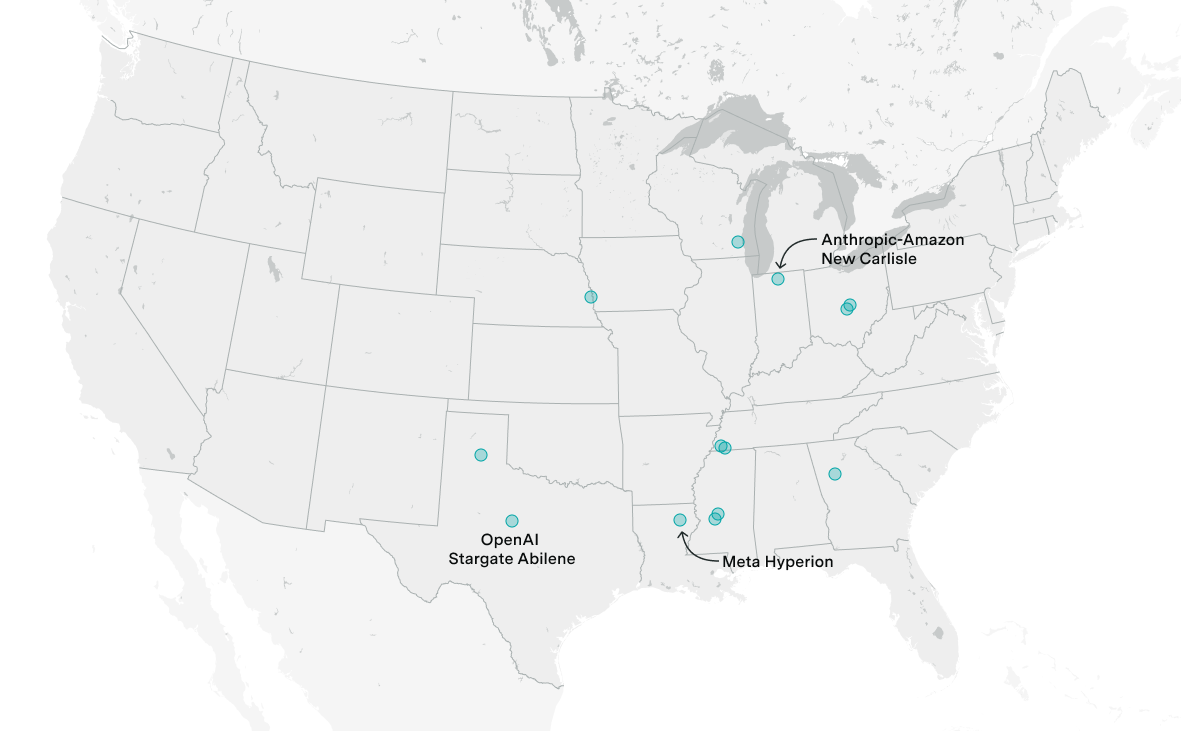 Anthropic-Amazon
New Carlisle
OpenAI
Stargate Abilene
Meta Hyperion